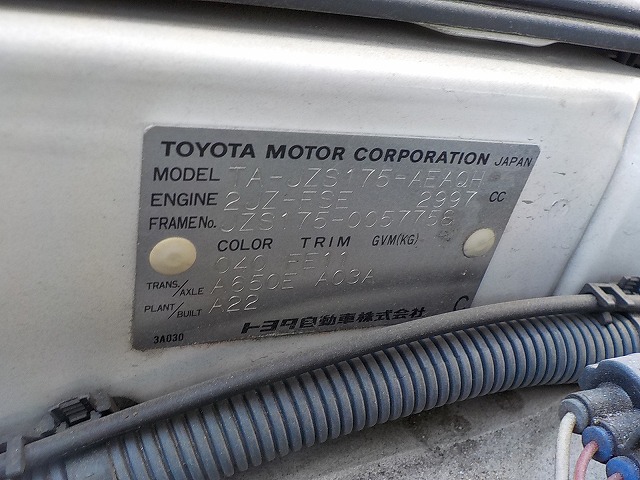 TOYOTA MOTOR CORPORATION JAPAN
MODEL TA-JZS175-AEAQH
ENGINE 2JZ-FSE 2997 CC
FRAME No. JZS175-0057756
COLOR TRIM GVM(KG)
040 FE11
TRANS./AXLE A650E A03A
PLANT/BUILT A22
トヨタ自動車株式会社 C
3A030